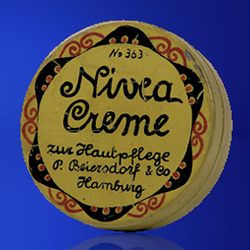 No 363
Nivea
Creme
zur Hautpflege
P. Beiersdorf & Co
Hamburg